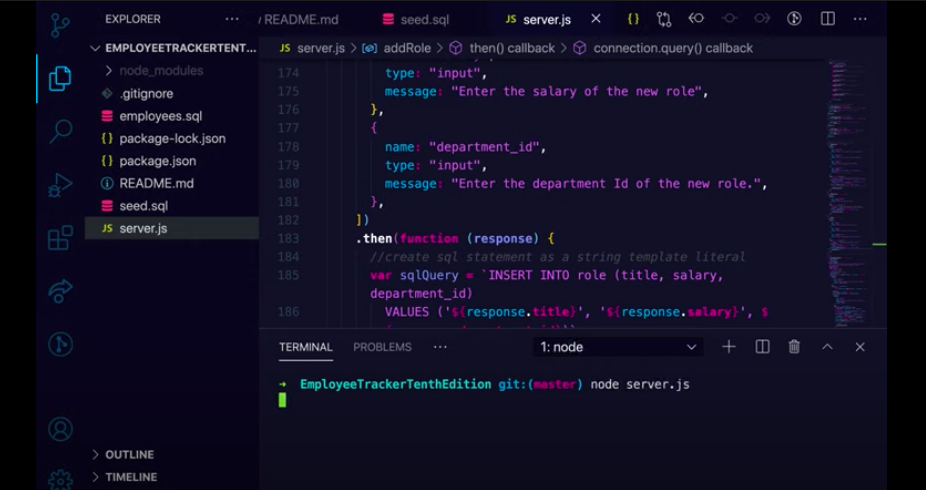 EXPLORER
README.md
seed.sql
JS server.js
EMPLOYEETRACKERTENT...
JS server.js > addRole > then() callback > connection.query() callback
node_modules
.gitignore
employees.sql
package-lock.json
package.json
README.md
seed.sql
JS server.js
174 type: "input",
175 message: "Enter the salary of the new role",
176 },
177 {
178 name: "department_id",
179 type: "input",
180 message: "Enter the department Id of the new role.",
181 },
182 ])
183 .then(function (response) {
184 //create sql statement as a string template literal
185 var sqlQuery = `INSERT INTO role (title, salary,
department_id)
186 VALUES ('${response.title}', '${response.salary}', $
TERMINAL PROBLEMS ...
1: node
→ EmployeeTrackerTenthEdition git:(master) node server.js
OUTLINE
TIMELINE